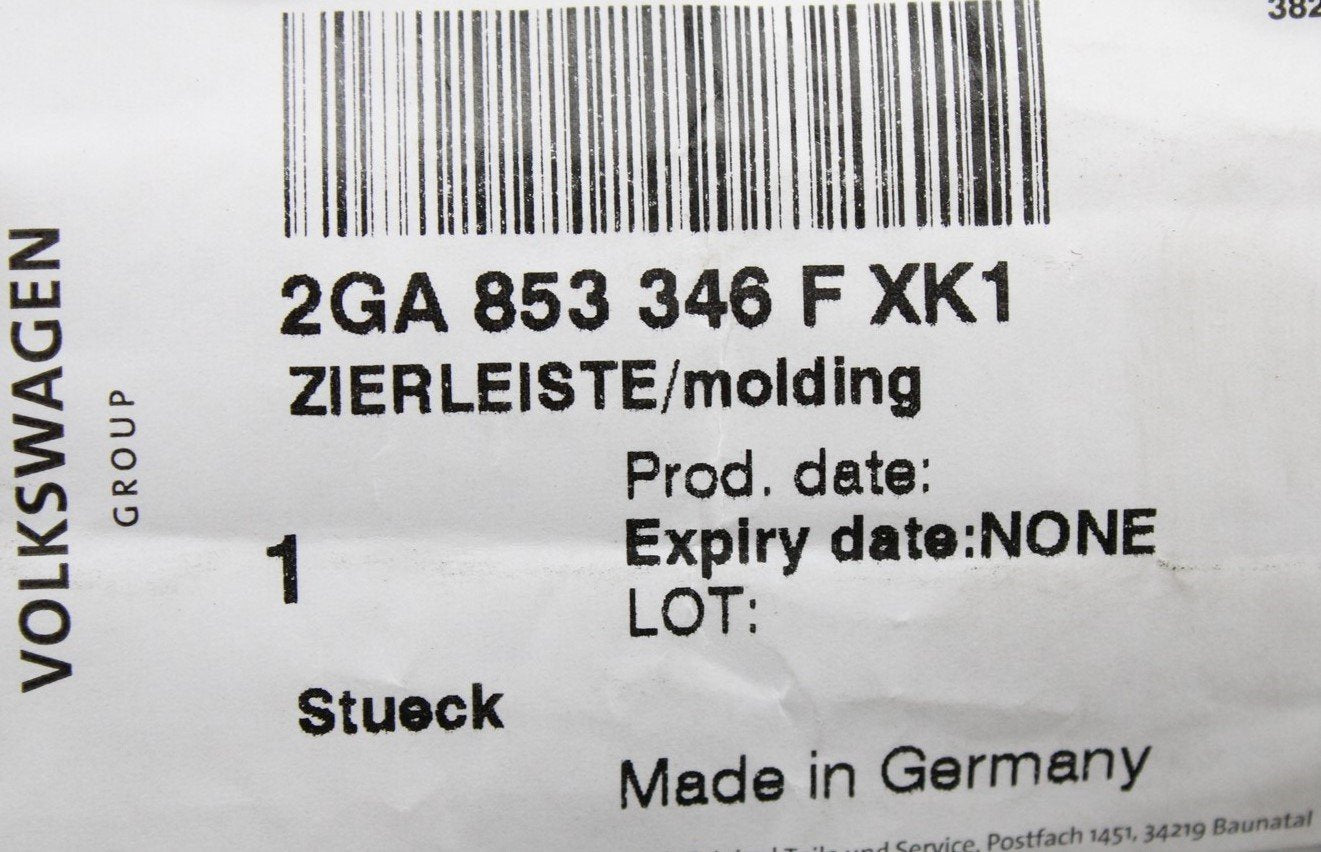 382
VOLKSWAGEN
GROUP
2GA 853 346 F XK1
ZIERLEISTE/molding
Prod. date:
Expiry date:NONE
1
LOT:
Stueck
Made in Germany
und Service, Postfach 1451, 34219 Baunatal